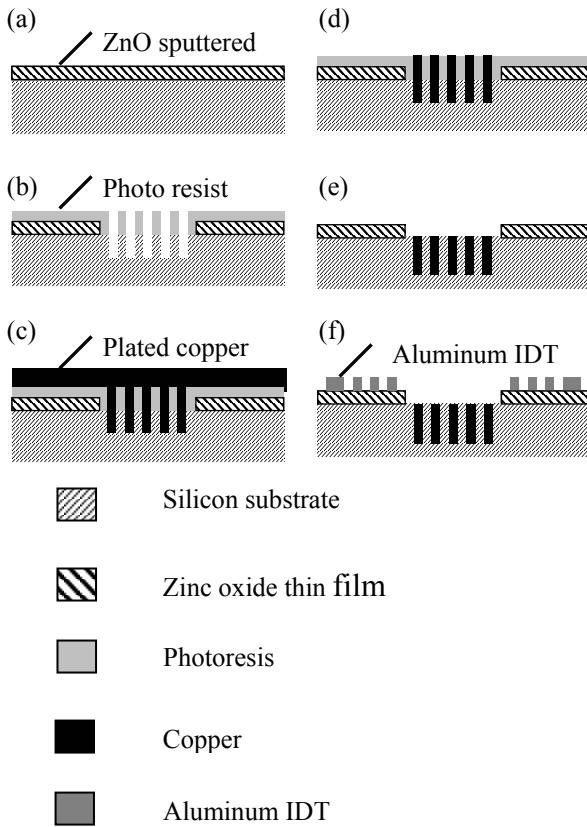 (a)
ZnO sputtered
(b)
Photo resist
(c)
Plated copper
(d)
(e)
(f)
Aluminum IDT
Silicon substrate
Zinc oxide thin film
Photoresis
Copper
Aluminum IDT